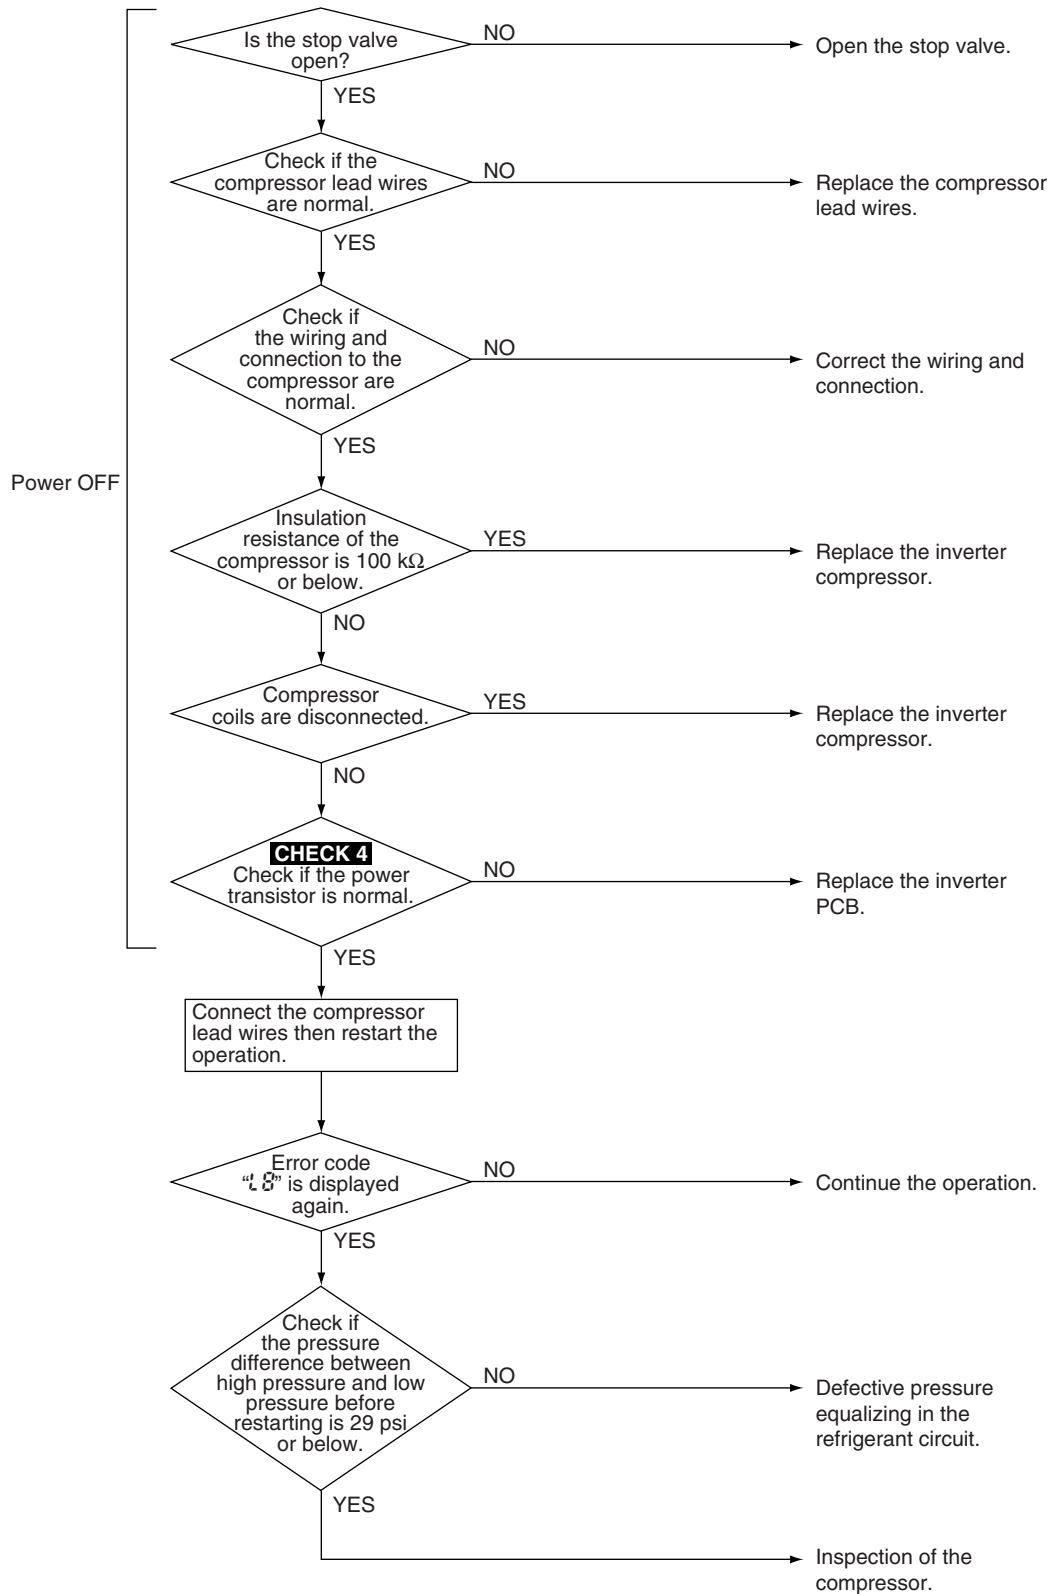 Is the stop valve
open?
NO
Open the stop valve.
YES
Check if the
compressor lead wires
are normal.
NO
Replace the compressor
lead wires.
YES
Check if
the wiring and
connection to the
compressor are
normal.
NO
Correct the wiring and
connection.
YES
Power OFF
Insulation
resistance of the
compressor is 100 kΩ
or below.
YES
Replace the inverter
compressor.
NO
Compressor
coils are disconnected.
YES
Replace the inverter
compressor.
NO
CHECK 4
Check if the power
transistor is normal.
NO
Replace the inverter
PCB.
YES
Connect the compressor
lead wires then restart the
operation.
Error code
“L8” is displayed
again.
NO
Continue the operation.
YES
Check if
the pressure
difference between
high pressure and low
pressure before
restarting is 29 psi
or below.
NO
Defective pressure
equalizing in the
refrigerant circuit.
YES
Inspection of the
compressor.